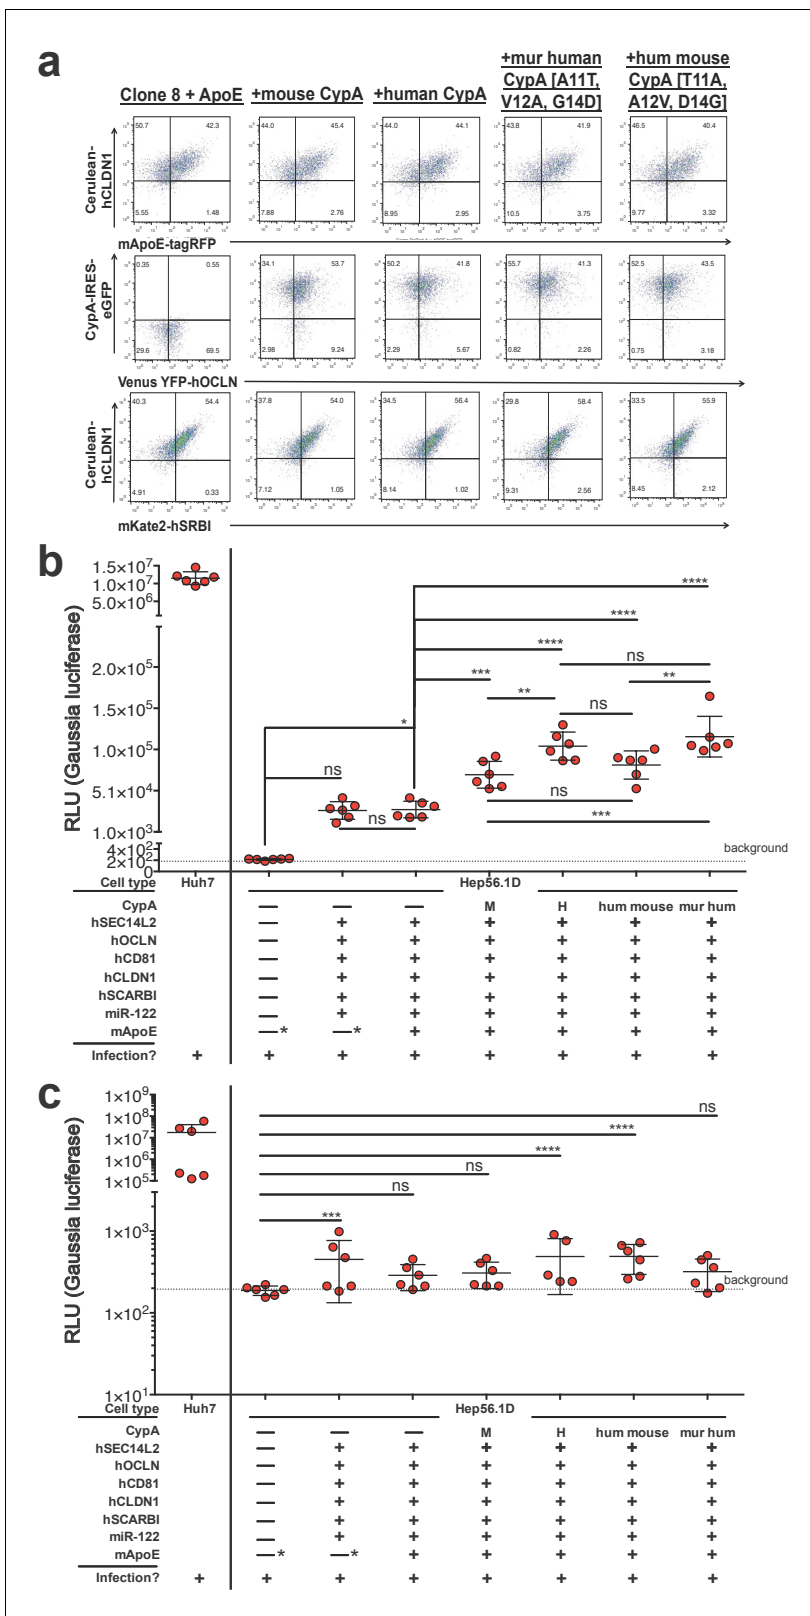 a
+mur human +hum mouse
Clone 8 + ApoE +mouse CypA +human CypA CypA [A11T, CypA [T11A,
V12A, G14D] A12V, D14G]
Cerulean-
hCLDN1
50.7 42.3 44.0 45.4 44.0 44.1 43.8 41.9 46.5 40.4
5.55 1.48 7.88 2.76 8.95 2.95 10.5 3.75 9.77 3.32
mApoE-tagRFP
CypA-IRES-
eGFP
0.35 0.55 34.1 53.7 50.2 41.8 55.7 41.3 52.5 43.5
29.6 69.5 2.98 9.24 2.29 5.67 0.82 2.26 0.75 3.18
Venus YFP-hOCLN
Cerulean-
hCLDN1
40.3 54.4 37.8 54.0 34.5 56.4 29.8 58.4 33.5 55.9
4.91 0.33 7.12 1.05 8.14 1.02 9.31 2.56 8.45 2.12
mKate2-hSRBI
b
RLU (Gaussia luciferase)
1.5×10⁷
1.0×10⁷
5.0×10⁶
2.0×10⁵
1.5×10⁵
1.0×10⁵
5.1×10⁴
1.0×10³
4×10²
2×10²
0
****
****
****
ns
***
**
**
ns
*
ns
ns
ns
***
background
Cell type Huh7 Hep56.1D
CypA — — — M H hum mouse mur hum
hSEC14L2 — + + + + + +
hOCLN — + + + + + +
hCD81 — + + + + + +
hCLDN1 — + + + + + +
hSCARBI — + + + + + +
miR-122 — + + + + + +
mApoE —* —* + + + + +
Infection? + + + + + + + +
c
RLU (Gaussia luciferase)
1×10⁹
1×10⁸
1×10⁷
1×10⁶
1×10⁵
1×10³
1×10²
1×10¹
ns
****
****
ns
ns
***
background
Cell type Huh7 Hep56.1D
CypA — — — M H hum mouse mur hum
hSEC14L2 — + + + + + +
hOCLN — + + + + + +
hCD81 — + + + + + +
hCLDN1 — + + + + + +
hSCARBI — + + + + + +
miR-122 — + + + + + +
mApoE —* —* + + + + +
Infection? + + + + + + + +